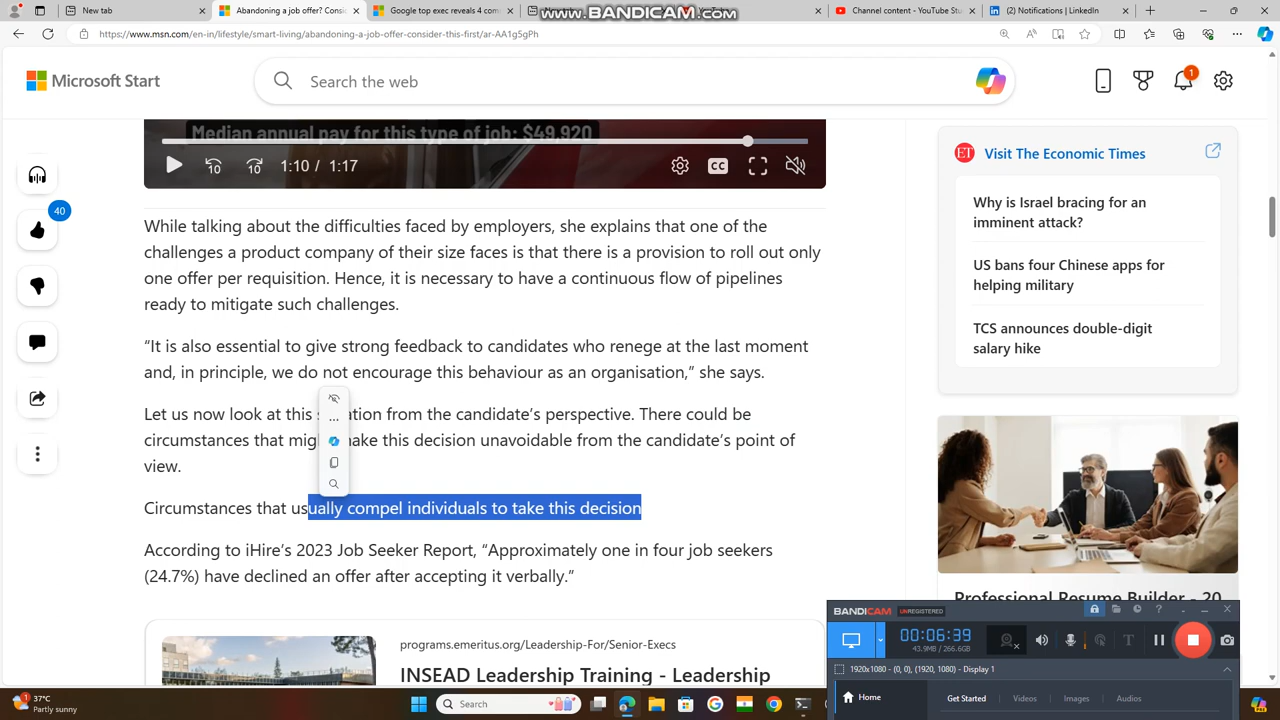 New tab
Abandoning a job offer? Consi
Google top exec reveals 4 com
www.BANDICAM.com
Channel content - YouTube Stu
(2) Notifications | LinkedIn
https://www.msn.com/en-in/lifestyle/smart-living/abandoning-a-job-offer-consider-this-first/ar-AA1g5gPh
Microsoft Start
Search the web
1
Median annual pay for this type of job: $49,920
10
10
1:10 / 1:17
CC
40
While talking about the difficulties faced by employers, she explains that one of the
challenges a product company of their size faces is that there is a provision to roll out only
one offer per requisition. Hence, it is necessary to have a continuous flow of pipelines
ready to mitigate such challenges.
“It is also essential to give strong feedback to candidates who renege at the last moment
and, in principle, we do not encourage this behaviour as an organisation,” she says.
Let us now look at this s ation from the candidate’s perspective. There could be
circumstances that migh ake this decision unavoidable from the candidate’s point of
view.
Circumstances that usually compel individuals to take this decision
According to iHire’s 2023 Job Seeker Report, “Approximately one in four job seekers
(24.7%) have declined an offer after accepting it verbally.”
programs.emeritus.org/Leadership-For/Senior-Execs
INSEAD Leadership Training - Leadership
ET Visit The Economic Times
Why is Israel bracing for an
imminent attack?
US bans four Chinese apps for
helping military
TCS announces double-digit
salary hike
Professional Resume Builder - 20
BANDICAM UNREGISTERED
00:06:39
43.9MB / 266.6GB
1920x1080 - (0, 0), (1920, 1080) - Display 1
Home
Get Started
Videos
Images
Audios
1
37°C
Partly sunny
Search